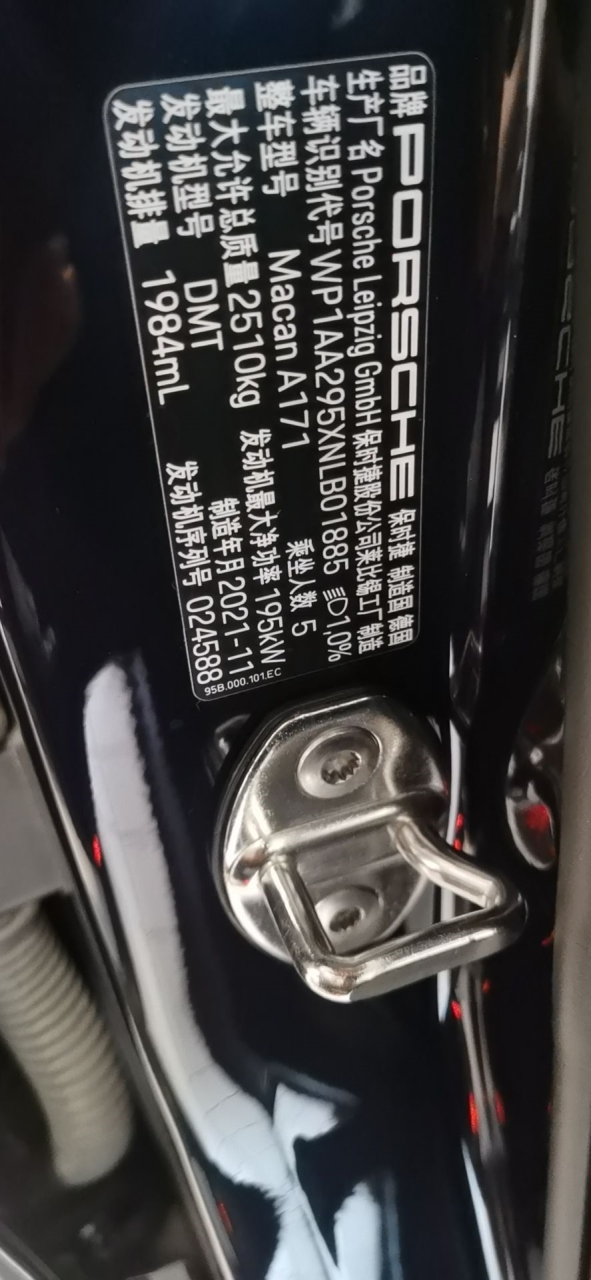 品牌 PORSCHE 保时捷 制造国 德国
生产厂名 Porsche Leipzig GmbH 保时捷股份公司莱比锡工厂制造
车辆识别代号 WP1AA295XNLB01885 1,0%
整车型号 Macan A171 乘坐人数 5
最大允许总质量 2510kg 发动机最大净功率 195kW
发动机型号 DMT 制造年月 2021-11
发动机排量 1984mL 发动机序列号 024588
95B.000.101.EC